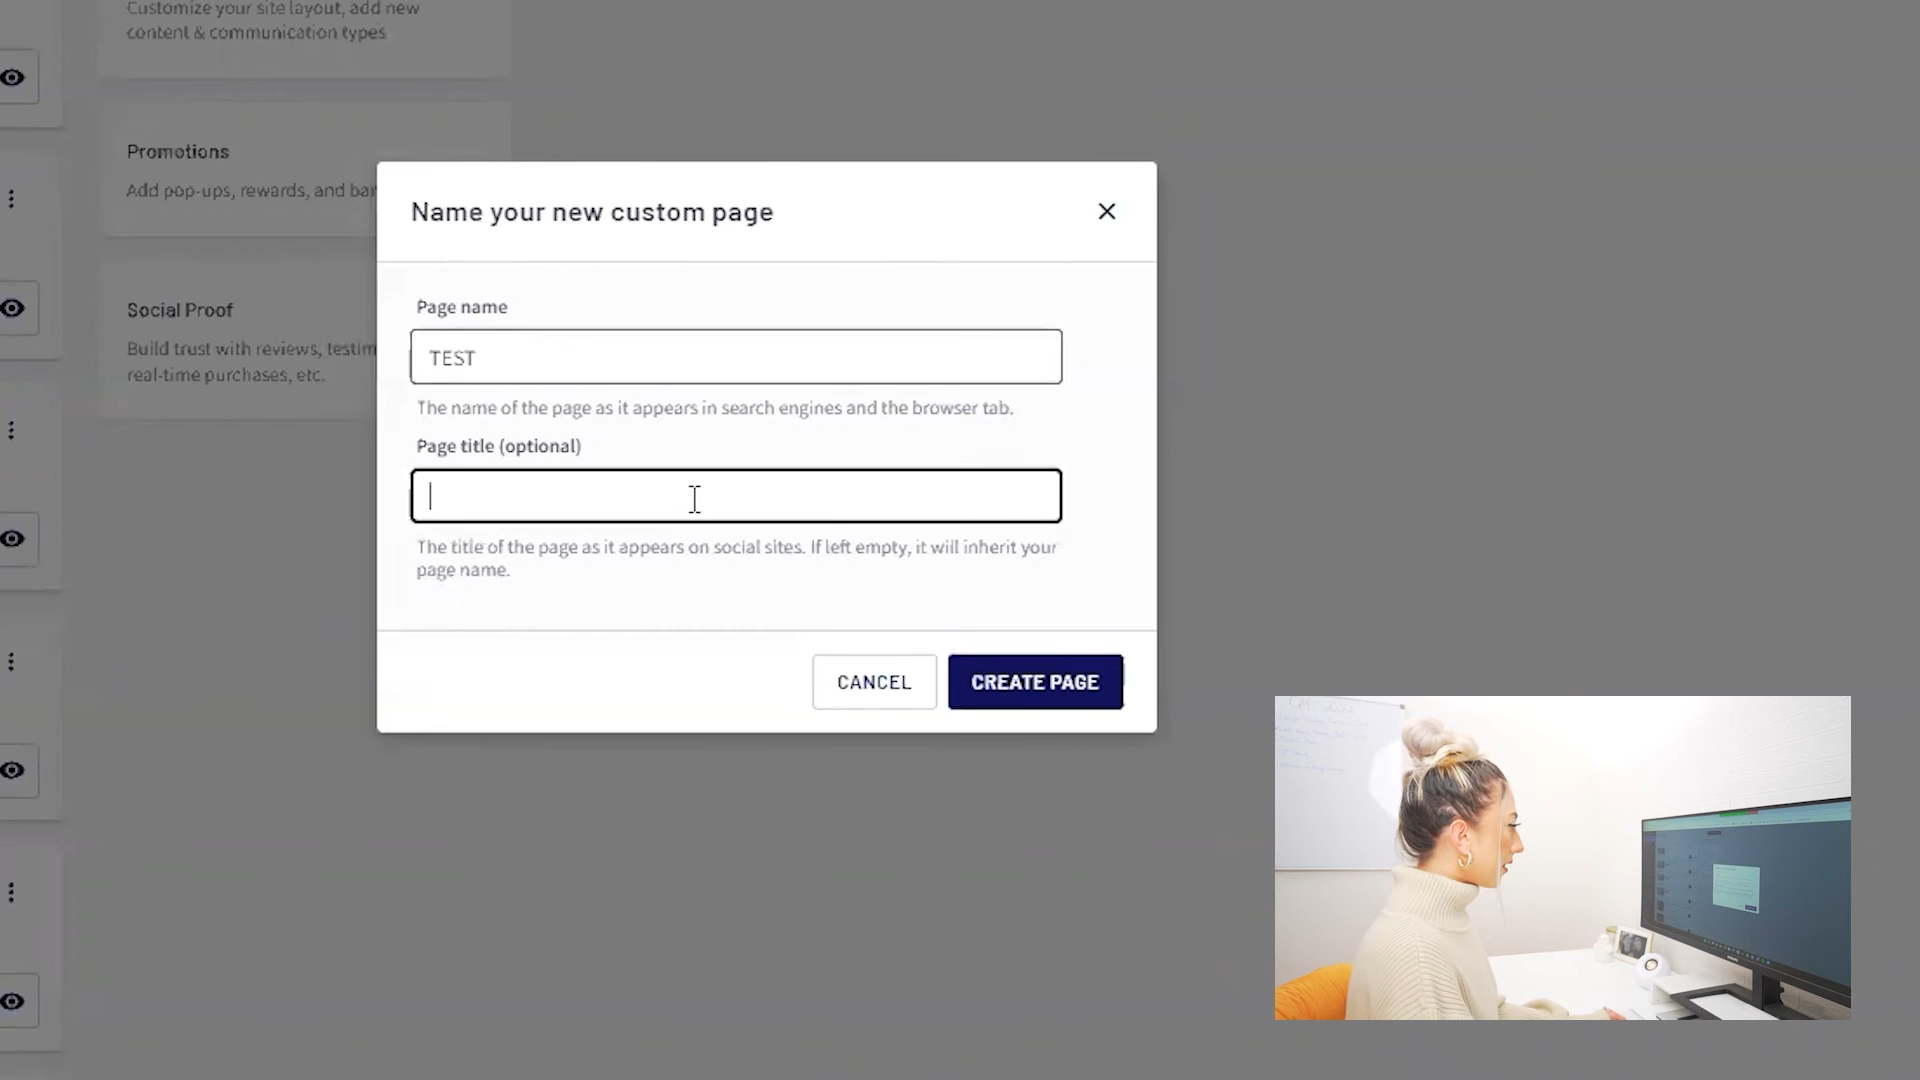 Customize your site layout, add new
content & communication types
Promotions
Add pop-ups, rewards, and
Social Proof
Build trust with reviews,
real-time purchases, etc.
Name your new custom page
Page name
TEST
The name of the page as it appears in search engines and the browser tab.
Page title (optional)
The title of the page as it appears on social sites. If left empty, it will inherit your
page name.
CANCEL
CREATE PAGE